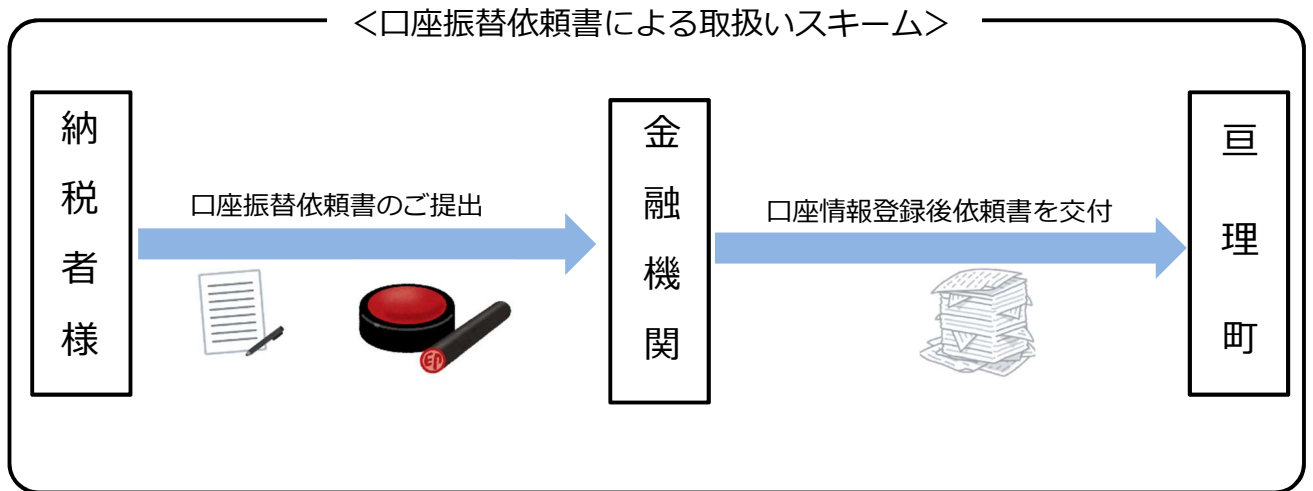 <口座振替依頼書による取扱いスキーム>
納税者様
口座振替依頼書のご提出
印
金融機関
口座情報登録後依頼書を交付
亘理町